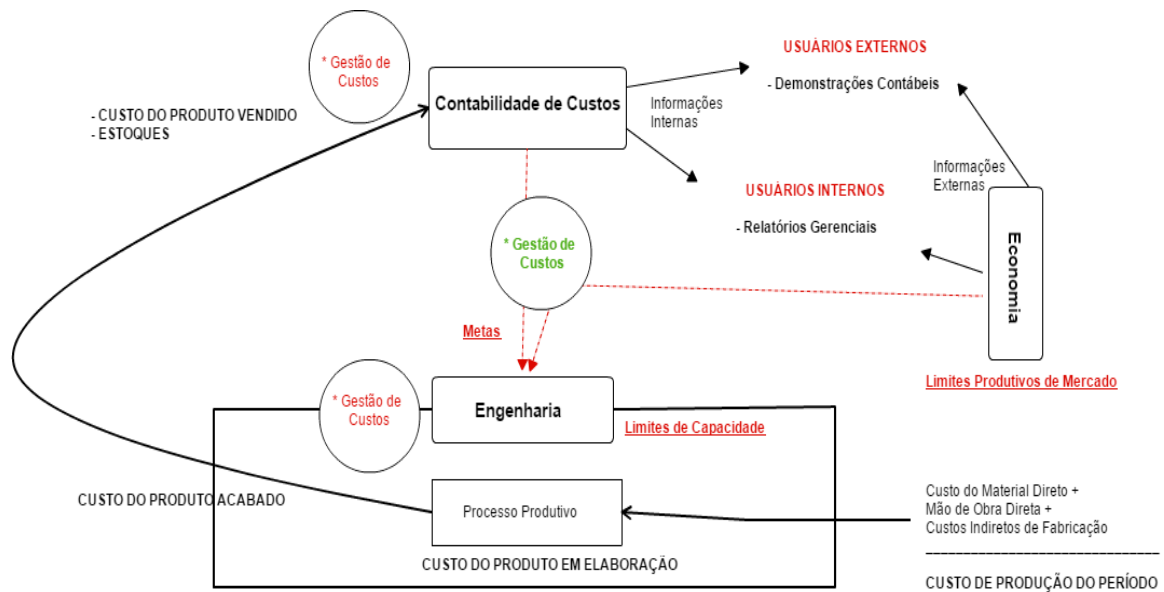 * Gestão de
Custos
- CUSTO DO PRODUTO VENDIDO
- ESTOQUES
Contabilidade de Custos
Informações
Internas
USUÁRIOS EXTERNOS
- Demonstrações Contábeis
Informações
Externas
USUÁRIOS INTERNOS
- Relatórios Gerenciais
Economia
* Gestão de
Custos
Metas
Limites Produtivos de Mercado
* Gestão de
Custos
Engenharia
Limites de Capacidade
CUSTO DO PRODUTO ACABADO
Processo Produtivo
CUSTO DO PRODUTO EM ELABORAÇÃO
Custo do Material Direto +
Mão de Obra Direta +
Custos Indiretos de Fabricação
CUSTO DE PRODUÇÃO DO PERÍODO